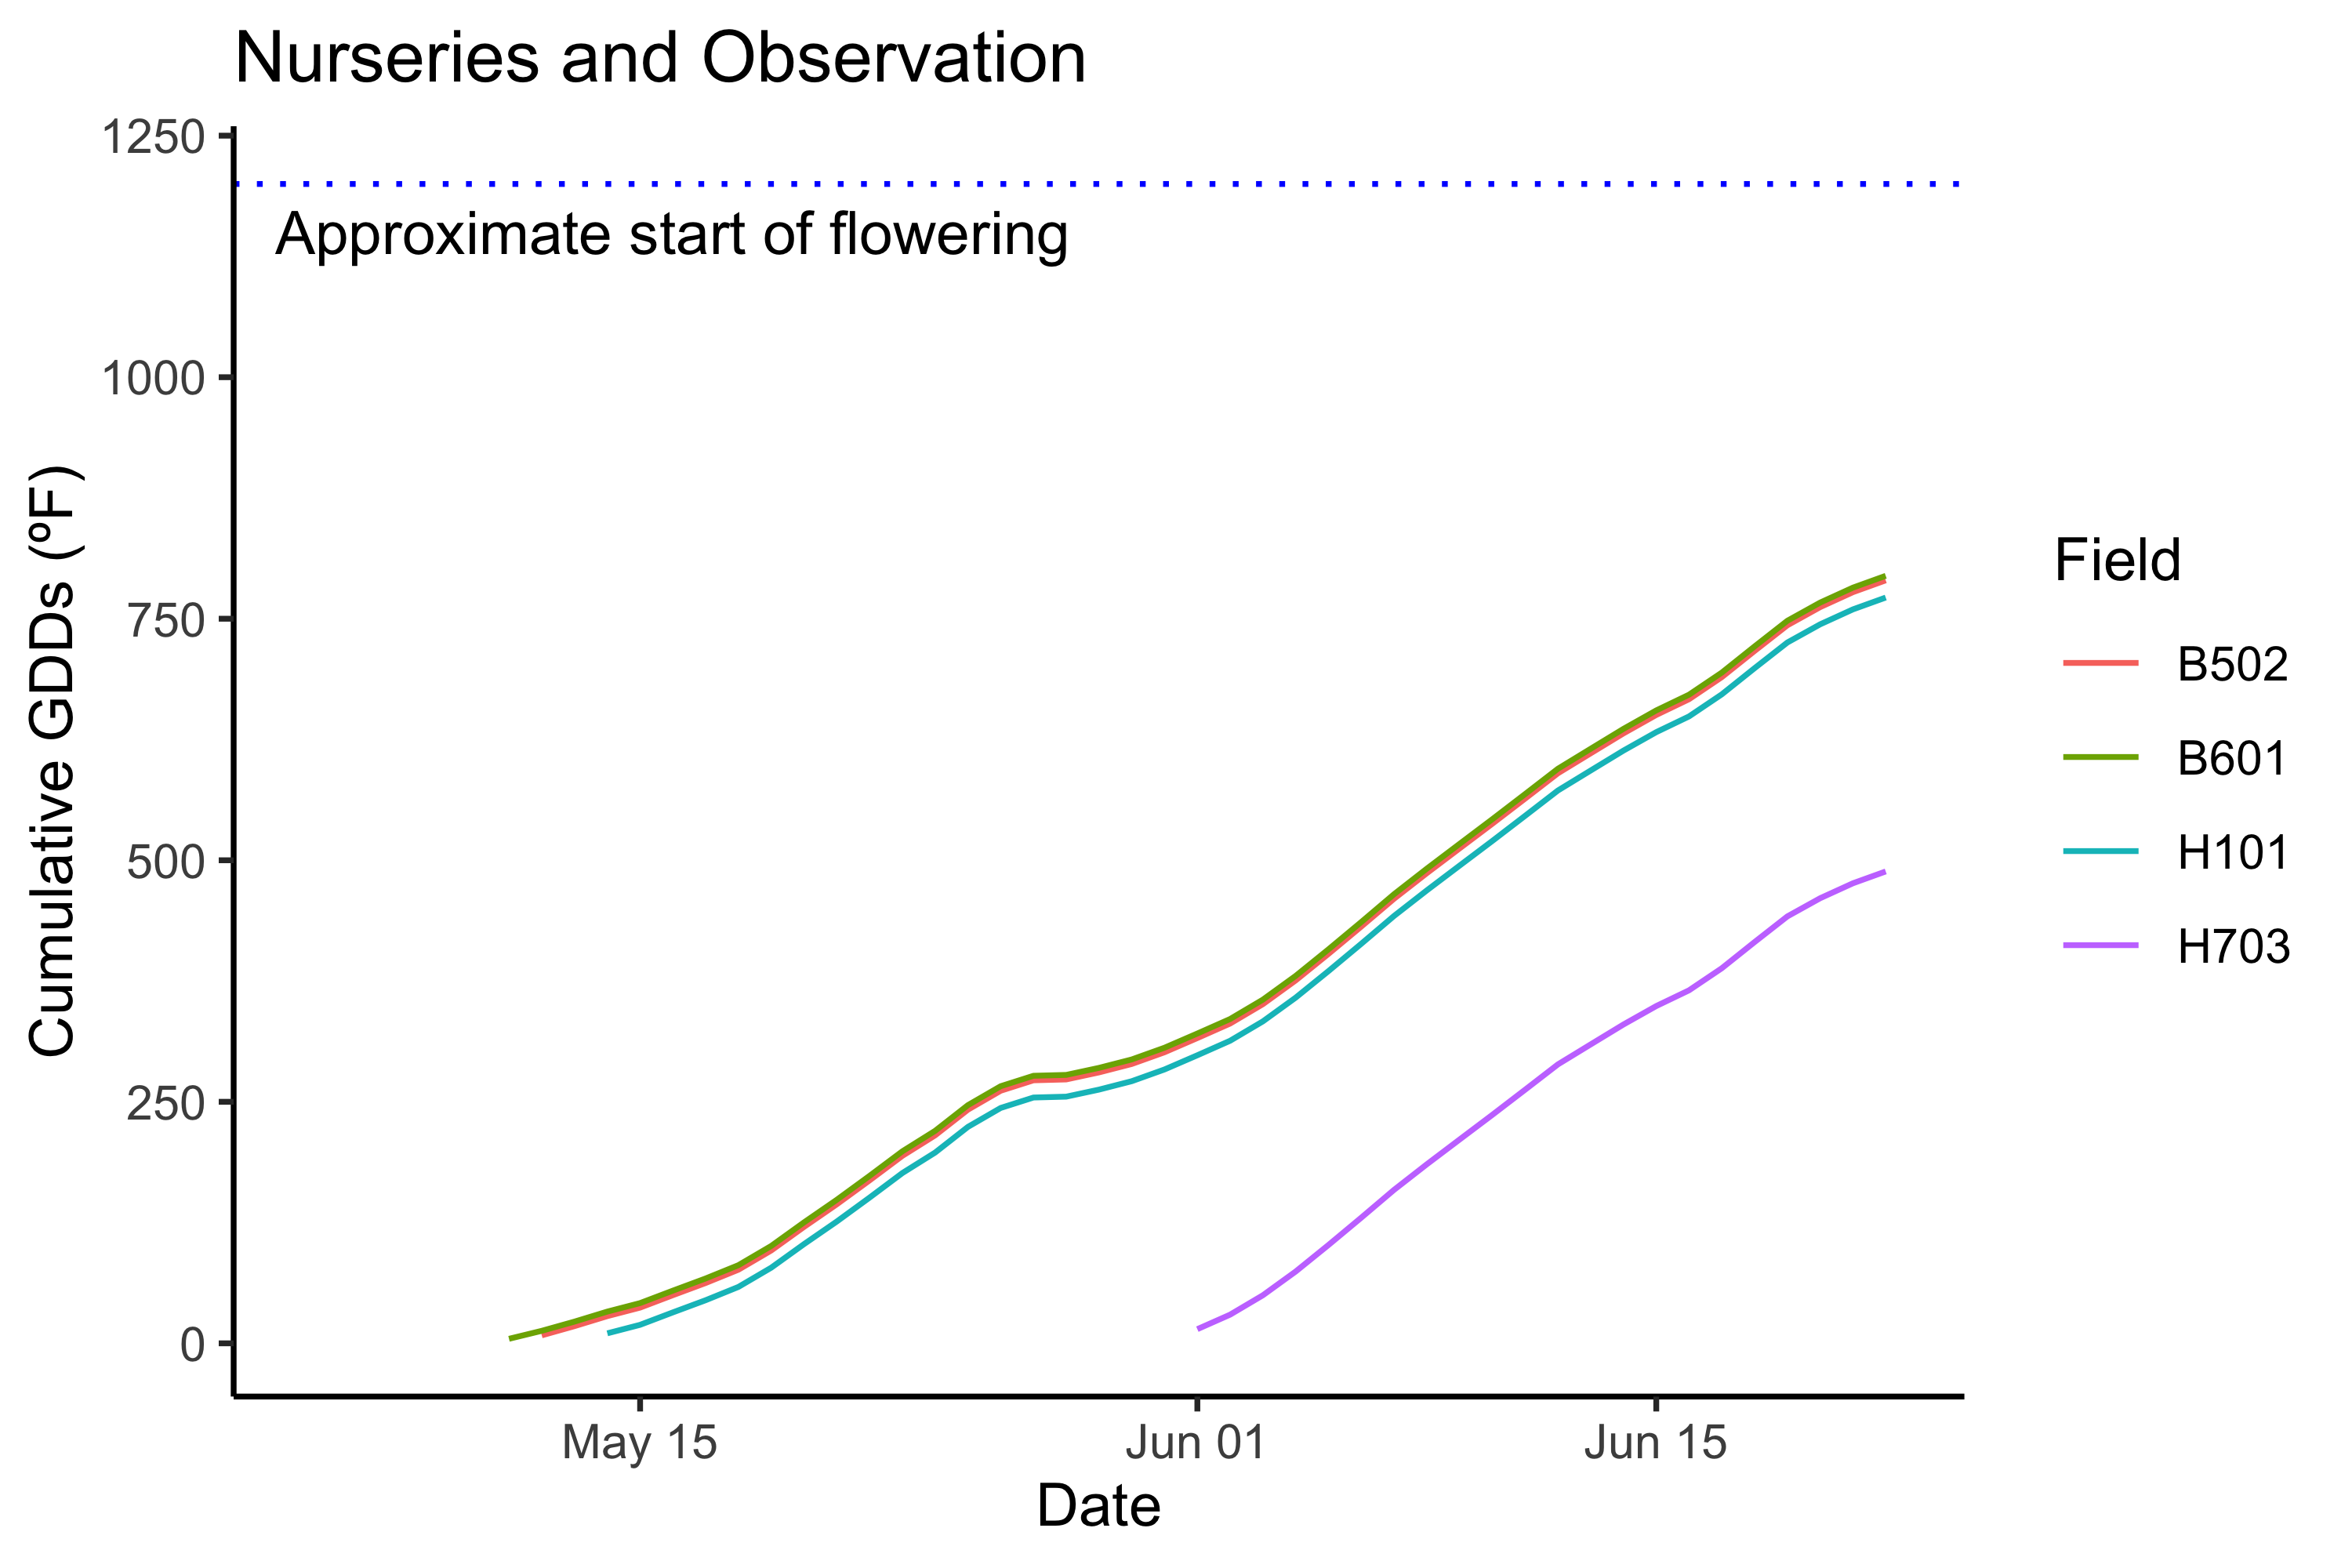 Nurseries and Observation
1250
Approximate start of flowering
1000
750
500
250
0
Cumulative GDDs (ºF)
May 15
Jun 01
Jun 15
Date
Field
B502
B601
H101
H703